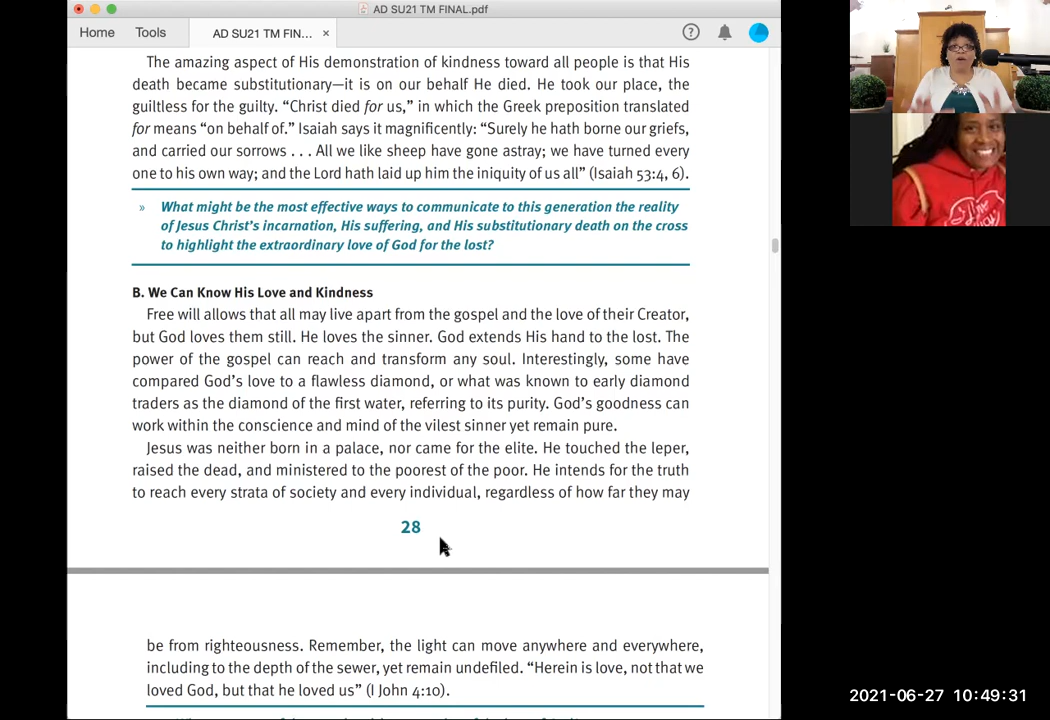 AD SU21 TM FINAL.pdf
Home Tools AD SU21 TM FIN... ×
The amazing aspect of His demonstration of kindness toward all people is that His
death became substitutionary—it is on our behalf He died. He took our place, the
guiltless for the guilty. “Christ died for us,” in which the Greek preposition translated
for means “on behalf of.” Isaiah says it magnificently: “Surely he hath borne our griefs,
and carried our sorrows . . . All we like sheep have gone astray; we have turned every
one to his own way; and the Lord hath laid up him the iniquity of us all” (Isaiah 53:4, 6).
» What might be the most effective ways to communicate to this generation the reality
of Jesus Christ’s incarnation, His suffering, and His substitutionary death on the cross
to highlight the extraordinary love of God for the lost?
B. We Can Know His Love and Kindness
Free will allows that all may live apart from the gospel and the love of their Creator,
but God loves them still. He loves the sinner. God extends His hand to the lost. The
power of the gospel can reach and transform any soul. Interestingly, some have
compared God’s love to a flawless diamond, or what was known to early diamond
traders as the diamond of the first water, referring to its purity. God’s goodness can
work within the conscience and mind of the vilest sinner yet remain pure.
Jesus was neither born in a palace, nor came for the elite. He touched the leper,
raised the dead, and ministered to the poorest of the poor. He intends for the truth
to reach every strata of society and every individual, regardless of how far they may
28
be from righteousness. Remember, the light can move anywhere and everywhere,
including to the depth of the sewer, yet remain undefiled. “Herein is love, not that we
loved God, but that he loved us” (I John 4:10).
2021-06-27 10:49:31